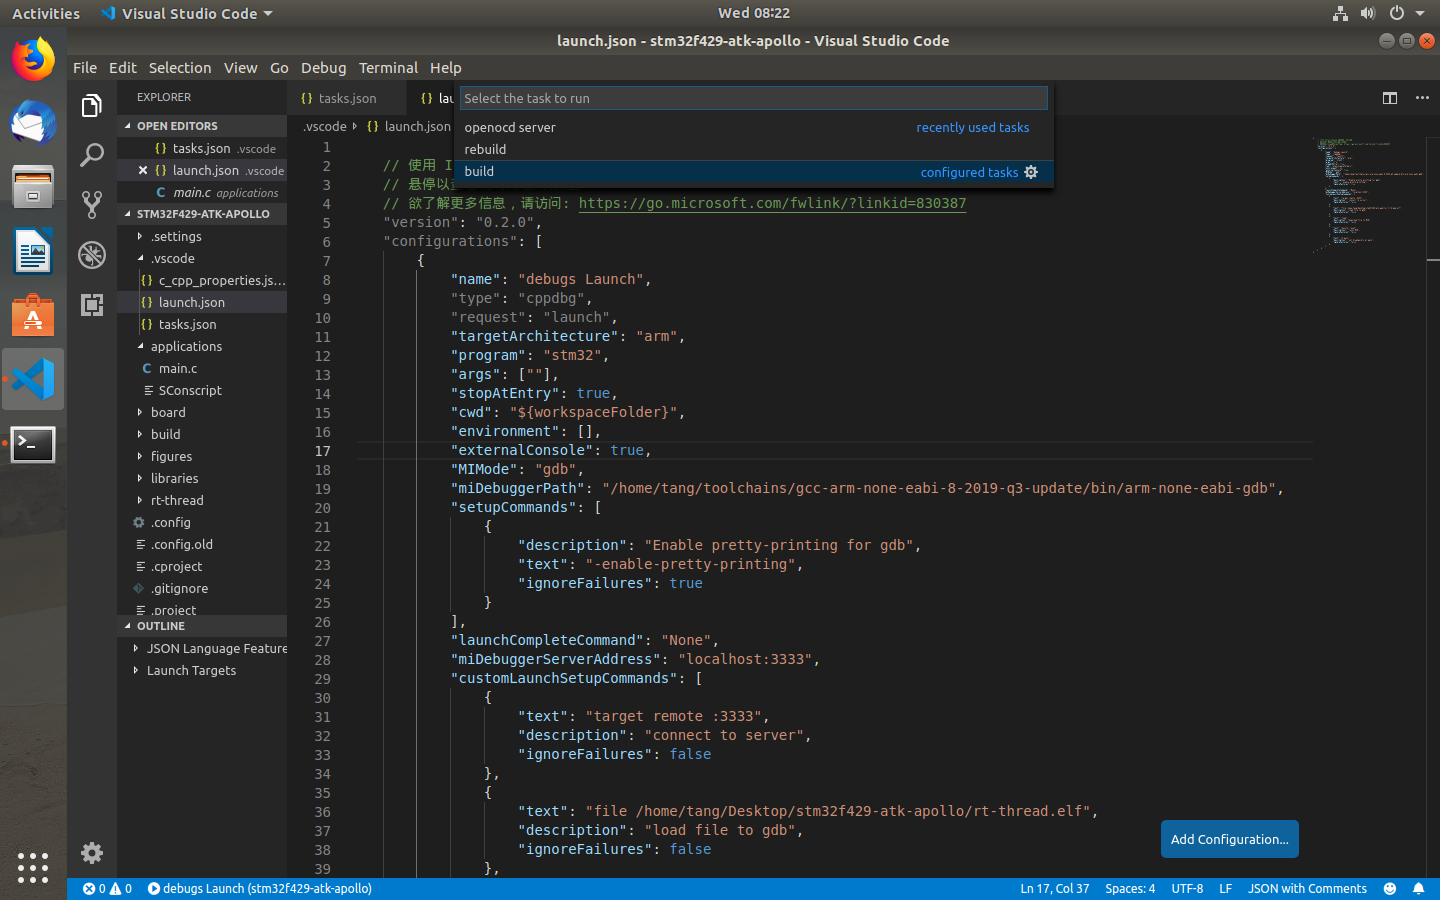 Activities
Visual Studio Code
Wed 08:22
launch.json - stm32f429-atk-apollo - Visual Studio Code
File Edit Selection View Go Debug Terminal Help
EXPLORER
OPEN EDITORS
tasks.json .vscode
launch.json .vscode
main.c applications
STM32F429-ATK-APOLLO
.settings
.vscode
c_cpp_properties.js...
launch.json
tasks.json
applications
main.c
SConscript
board
build
figures
libraries
rt-thread
.config
.config.old
.cproject
.gitignore
.project
OUTLINE
JSON Language Feature
Launch Targets
tasks.json
.vscode
launch.json
Select the task to run
openocd server recently used tasks
rebuild
build configured tasks
1
2 // 使用 I
3 // 悬停以
4 // 欲了解更多信息，请访问: https://go.microsoft.com/fwlink/?linkid=830387
5 "version": "0.2.0",
6 "configurations": [
7 {
8 "name": "debugs Launch",
9 "type": "cppdbg",
10 "request": "launch",
11 "targetArchitecture": "arm",
12 "program": "stm32",
13 "args": [""],
14 "stopAtEntry": true,
15 "cwd": "${workspaceFolder}",
16 "environment": [],
17 "externalConsole": true,
18 "MIMode": "gdb",
19 "miDebuggerPath": "/home/tang/toolchains/gcc-arm-none-eabi-8-2019-q3-update/bin/arm-none-eabi-gdb",
20 "setupCommands": [
21 {
22 "description": "Enable pretty-printing for gdb",
23 "text": "-enable-pretty-printing",
24 "ignoreFailures": true
25 }
26 ],
27 "launchCompleteCommand": "None",
28 "miDebuggerServerAddress": "localhost:3333",
29 "customLaunchSetupCommands": [
30 {
31 "text": "target remote :3333",
32 "description": "connect to server",
33 "ignoreFailures": false
34 },
35 {
36 "text": "file /home/tang/Desktop/stm32f429-atk-apollo/rt-thread.elf",
37 "description": "load file to gdb",
38 "ignoreFailures": false
39 },
Add Configuration...
0 0 debugs Launch (stm32f429-atk-apollo)
Ln 17, Col 37 Spaces: 4 UTF-8 LF JSON with Comments